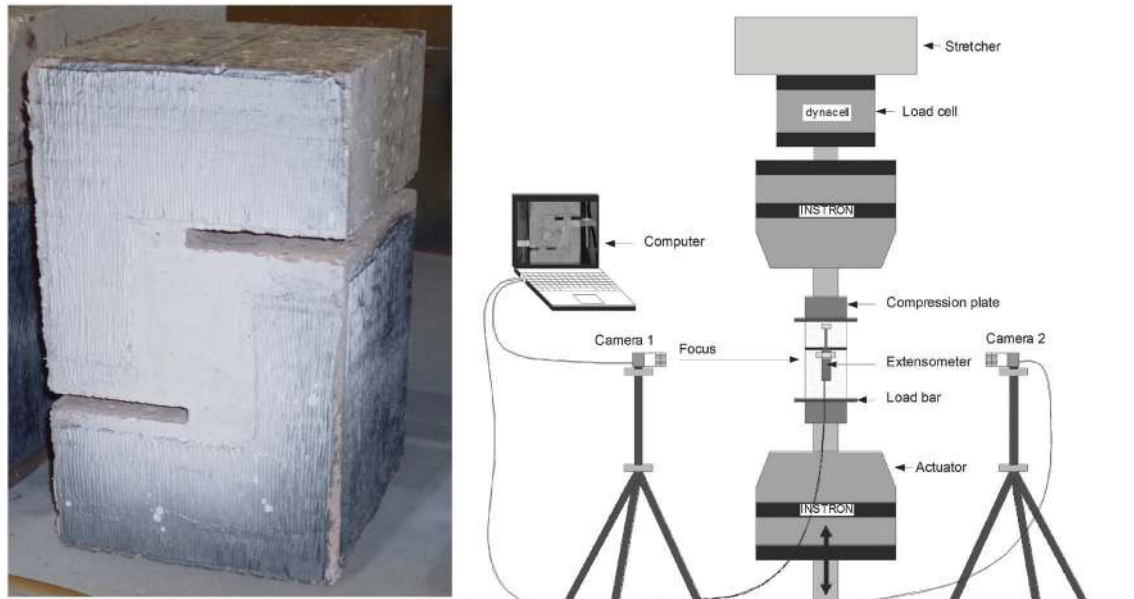 Stretcher
dynacell
Load cell
INSTRON
Computer
Compression plate
Camera 1
Focus
Camera 2
Extensometer
Load bar
Actuator
INSTRON